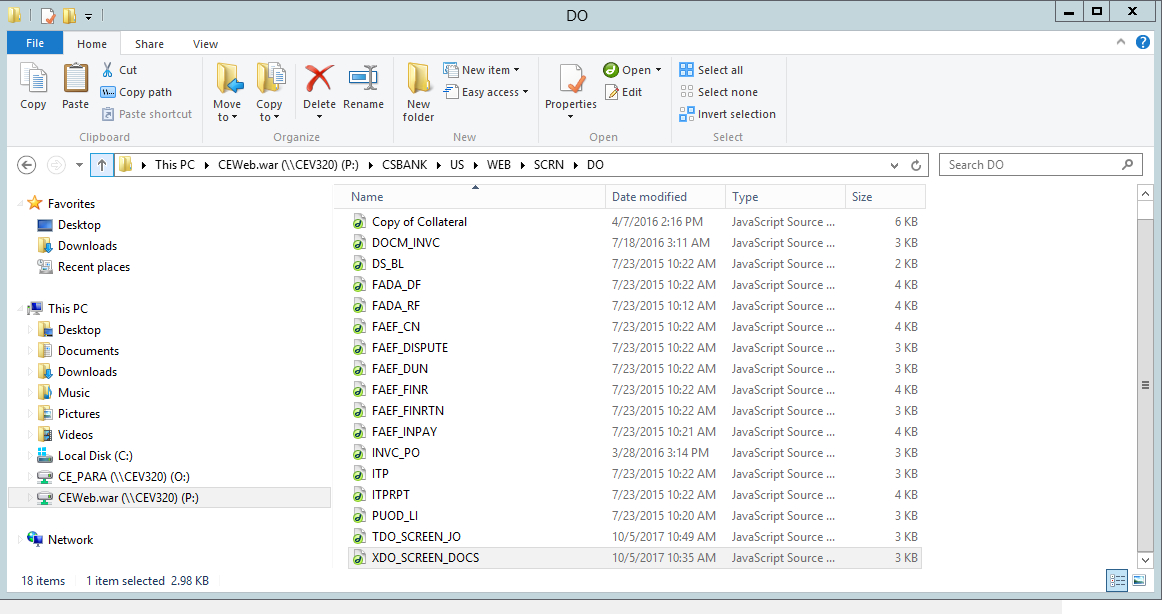 DO
File Home Share View
Copy Paste Cut Copy path Paste shortcut Move to Copy to Delete Rename New folder New item Easy access Properties Open Edit Select all Select none Invert selection
Clipboard Organize New Open Select
This PC CEWeb.war (\\CEV320) (P:) CSBANK US WEB SCRN DO Search DO
Name Date modified Type Size
Favorites
Desktop
Downloads
Recent places
This PC
Desktop
Documents
Downloads
Music
Pictures
Videos
Local Disk (C:)
CE_PARA (\\CEV320) (O:)
CEWeb.war (\\CEV320) (P:)
Network
Copy of Collateral 4/7/2016 2:16 PM JavaScript Source ... 6 KB
DOCM_INVC 7/18/2016 3:11 AM JavaScript Source ... 3 KB
DS_BL 7/23/2015 10:22 AM JavaScript Source ... 2 KB
FADA_DF 7/23/2015 10:22 AM JavaScript Source ... 4 KB
FADA_RF 7/23/2015 10:12 AM JavaScript Source ... 4 KB
FAEF_CN 7/23/2015 10:22 AM JavaScript Source ... 3 KB
FAEF_DISPUTE 7/23/2015 10:22 AM JavaScript Source ... 3 KB
FAEF_DUN 7/23/2015 10:22 AM JavaScript Source ... 3 KB
FAEF_FINR 7/23/2015 10:22 AM JavaScript Source ... 4 KB
FAEF_FINRTN 7/23/2015 10:22 AM JavaScript Source ... 3 KB
FAEF_INPAY 7/23/2015 10:21 AM JavaScript Source ... 4 KB
INVC_PO 3/28/2016 3:14 PM JavaScript Source ... 3 KB
ITP 7/23/2015 10:22 AM JavaScript Source ... 3 KB
ITPRPT 7/23/2015 10:22 AM JavaScript Source ... 4 KB
PUOD_LI 7/23/2015 10:20 AM JavaScript Source ... 3 KB
TDO_SCREEN_JO 10/5/2017 10:49 AM JavaScript Source ... 3 KB
XDO_SCREEN_DOCS 10/5/2017 10:35 AM JavaScript Source ... 3 KB
18 items 1 item selected 2.98 KB